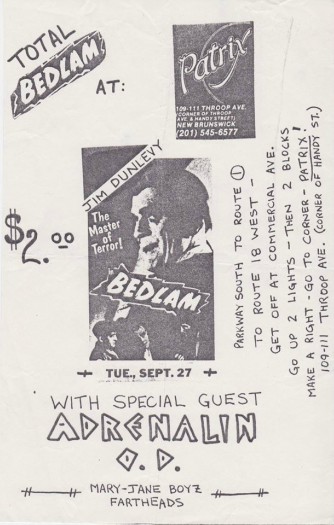 TOTAL
BEDLAM
AT:
Patrix
109-111 THROOP AVE.
(CORNER OF THROOP
AVE. & HANDY STREET)
NEW BRUNSWICK
(201) 545-6577
$2.00
JIM DUNLEVY
The
Master
of
Terror!
BEDLAM
PARKWAY SOUTH TO ROUTE 1
TO ROUTE 18 WEST -
GET OFF AT COMMERCIAL AVE.
GO UP 2 LIGHTS - THEN 2 BLOCKS
MAKE A RIGHT - GO TO CORNER - PATRIX!
109-111 THROOP AVE. (CORNER OF HANDY ST.)
TUE., SEPT. 27
WITH SPECIAL GUEST
ADRENALIN
O.D.
MARY-JANE BOYZ
FARTHEADS